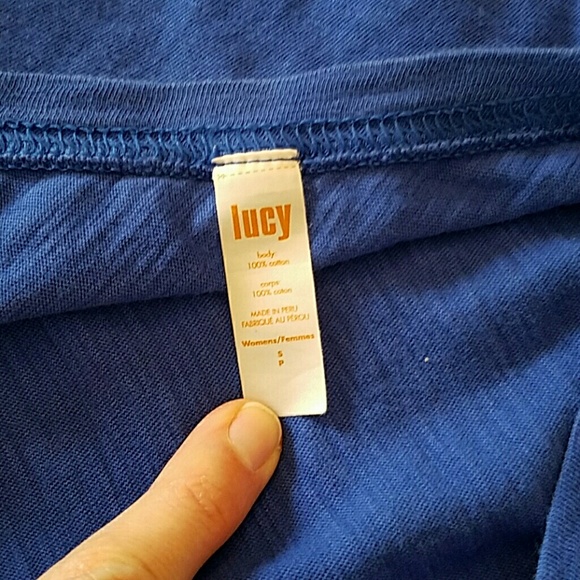 lucy
body:
100% cotton
corps:
100% coton
MADE IN PERU
FABRIQUÉ AU PÉROU
Womens/Femmes
S
P